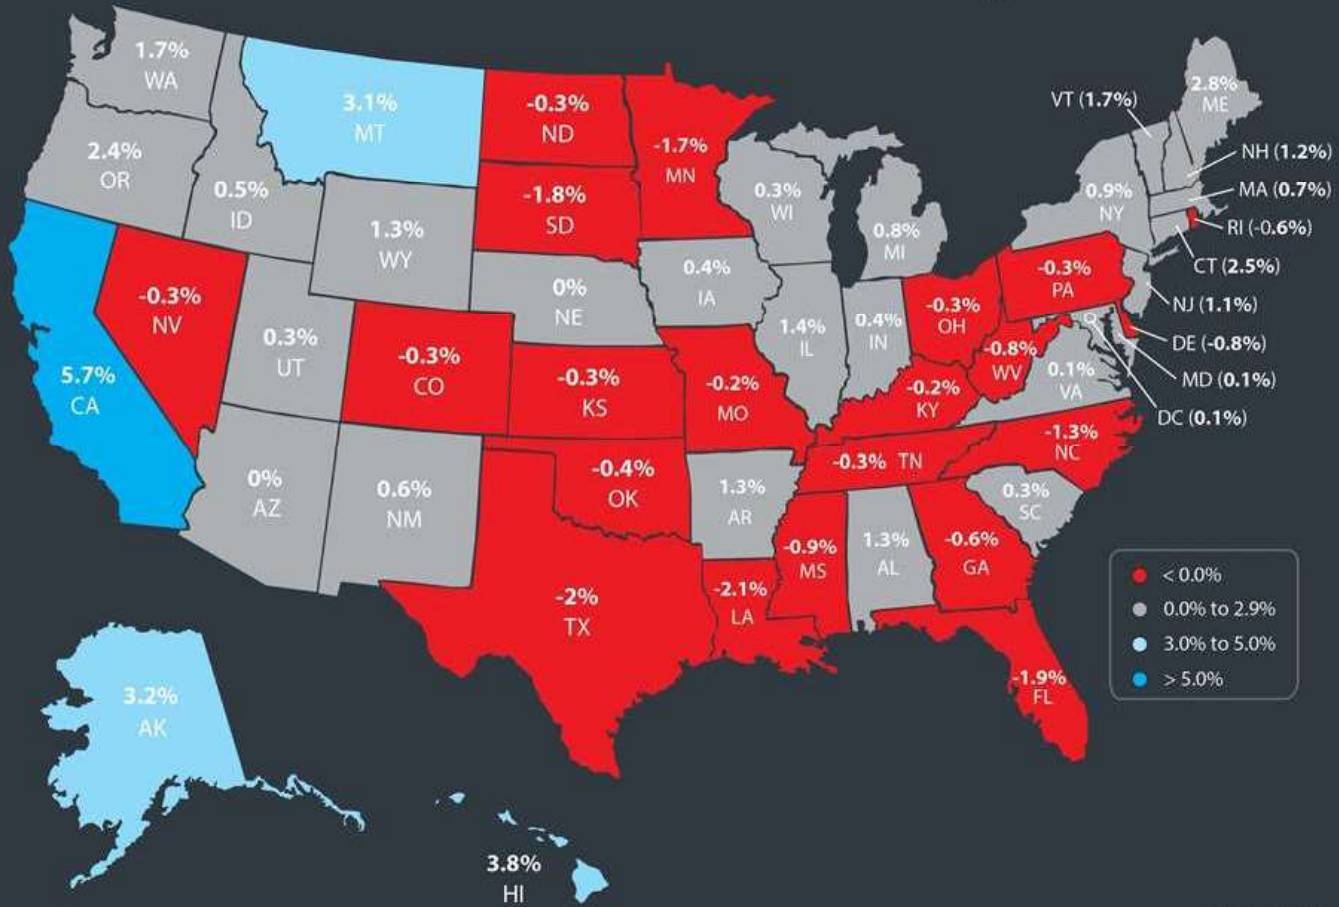 1.7%
WA
2.4%
OR
0.5%
ID
3.1%
MT
-0.3%
ND
-1.7%
MN
-1.8%
SD
1.3%
WY
0.3%
WI
0.8%
MI
0.9%
NY
2.8%
ME
VT (1.7%)
NH (1.2%)
MA (0.7%)
RI (-0.6%)
CT (2.5%)
NJ (1.1%)
DE (-0.8%)
MD (0.1%)
DC (0.1%)
5.7%
CA
-0.3%
NV
0.3%
UT
-0.3%
CO
0%
NE
0.4%
IA
1.4%
IL
0.4%
IN
-0.3%
OH
-0.3%
PA
-0.8%
WV
0.1%
VA
-0.3%
KS
-0.2%
MO
-0.2%
KY
-1.3%
NC
-0.3% TN
0%
AZ
0.6%
NM
-0.4%
OK
1.3%
AR
0.3%
SC
-2%
TX
-2.1%
LA
-0.9%
MS
1.3%
AL
-0.6%
GA
-1.9%
FL
3.2%
AK
3.8%
HI
< 0.0%
0.0% to 2.9%
3.0% to 5.0%
> 5.0%